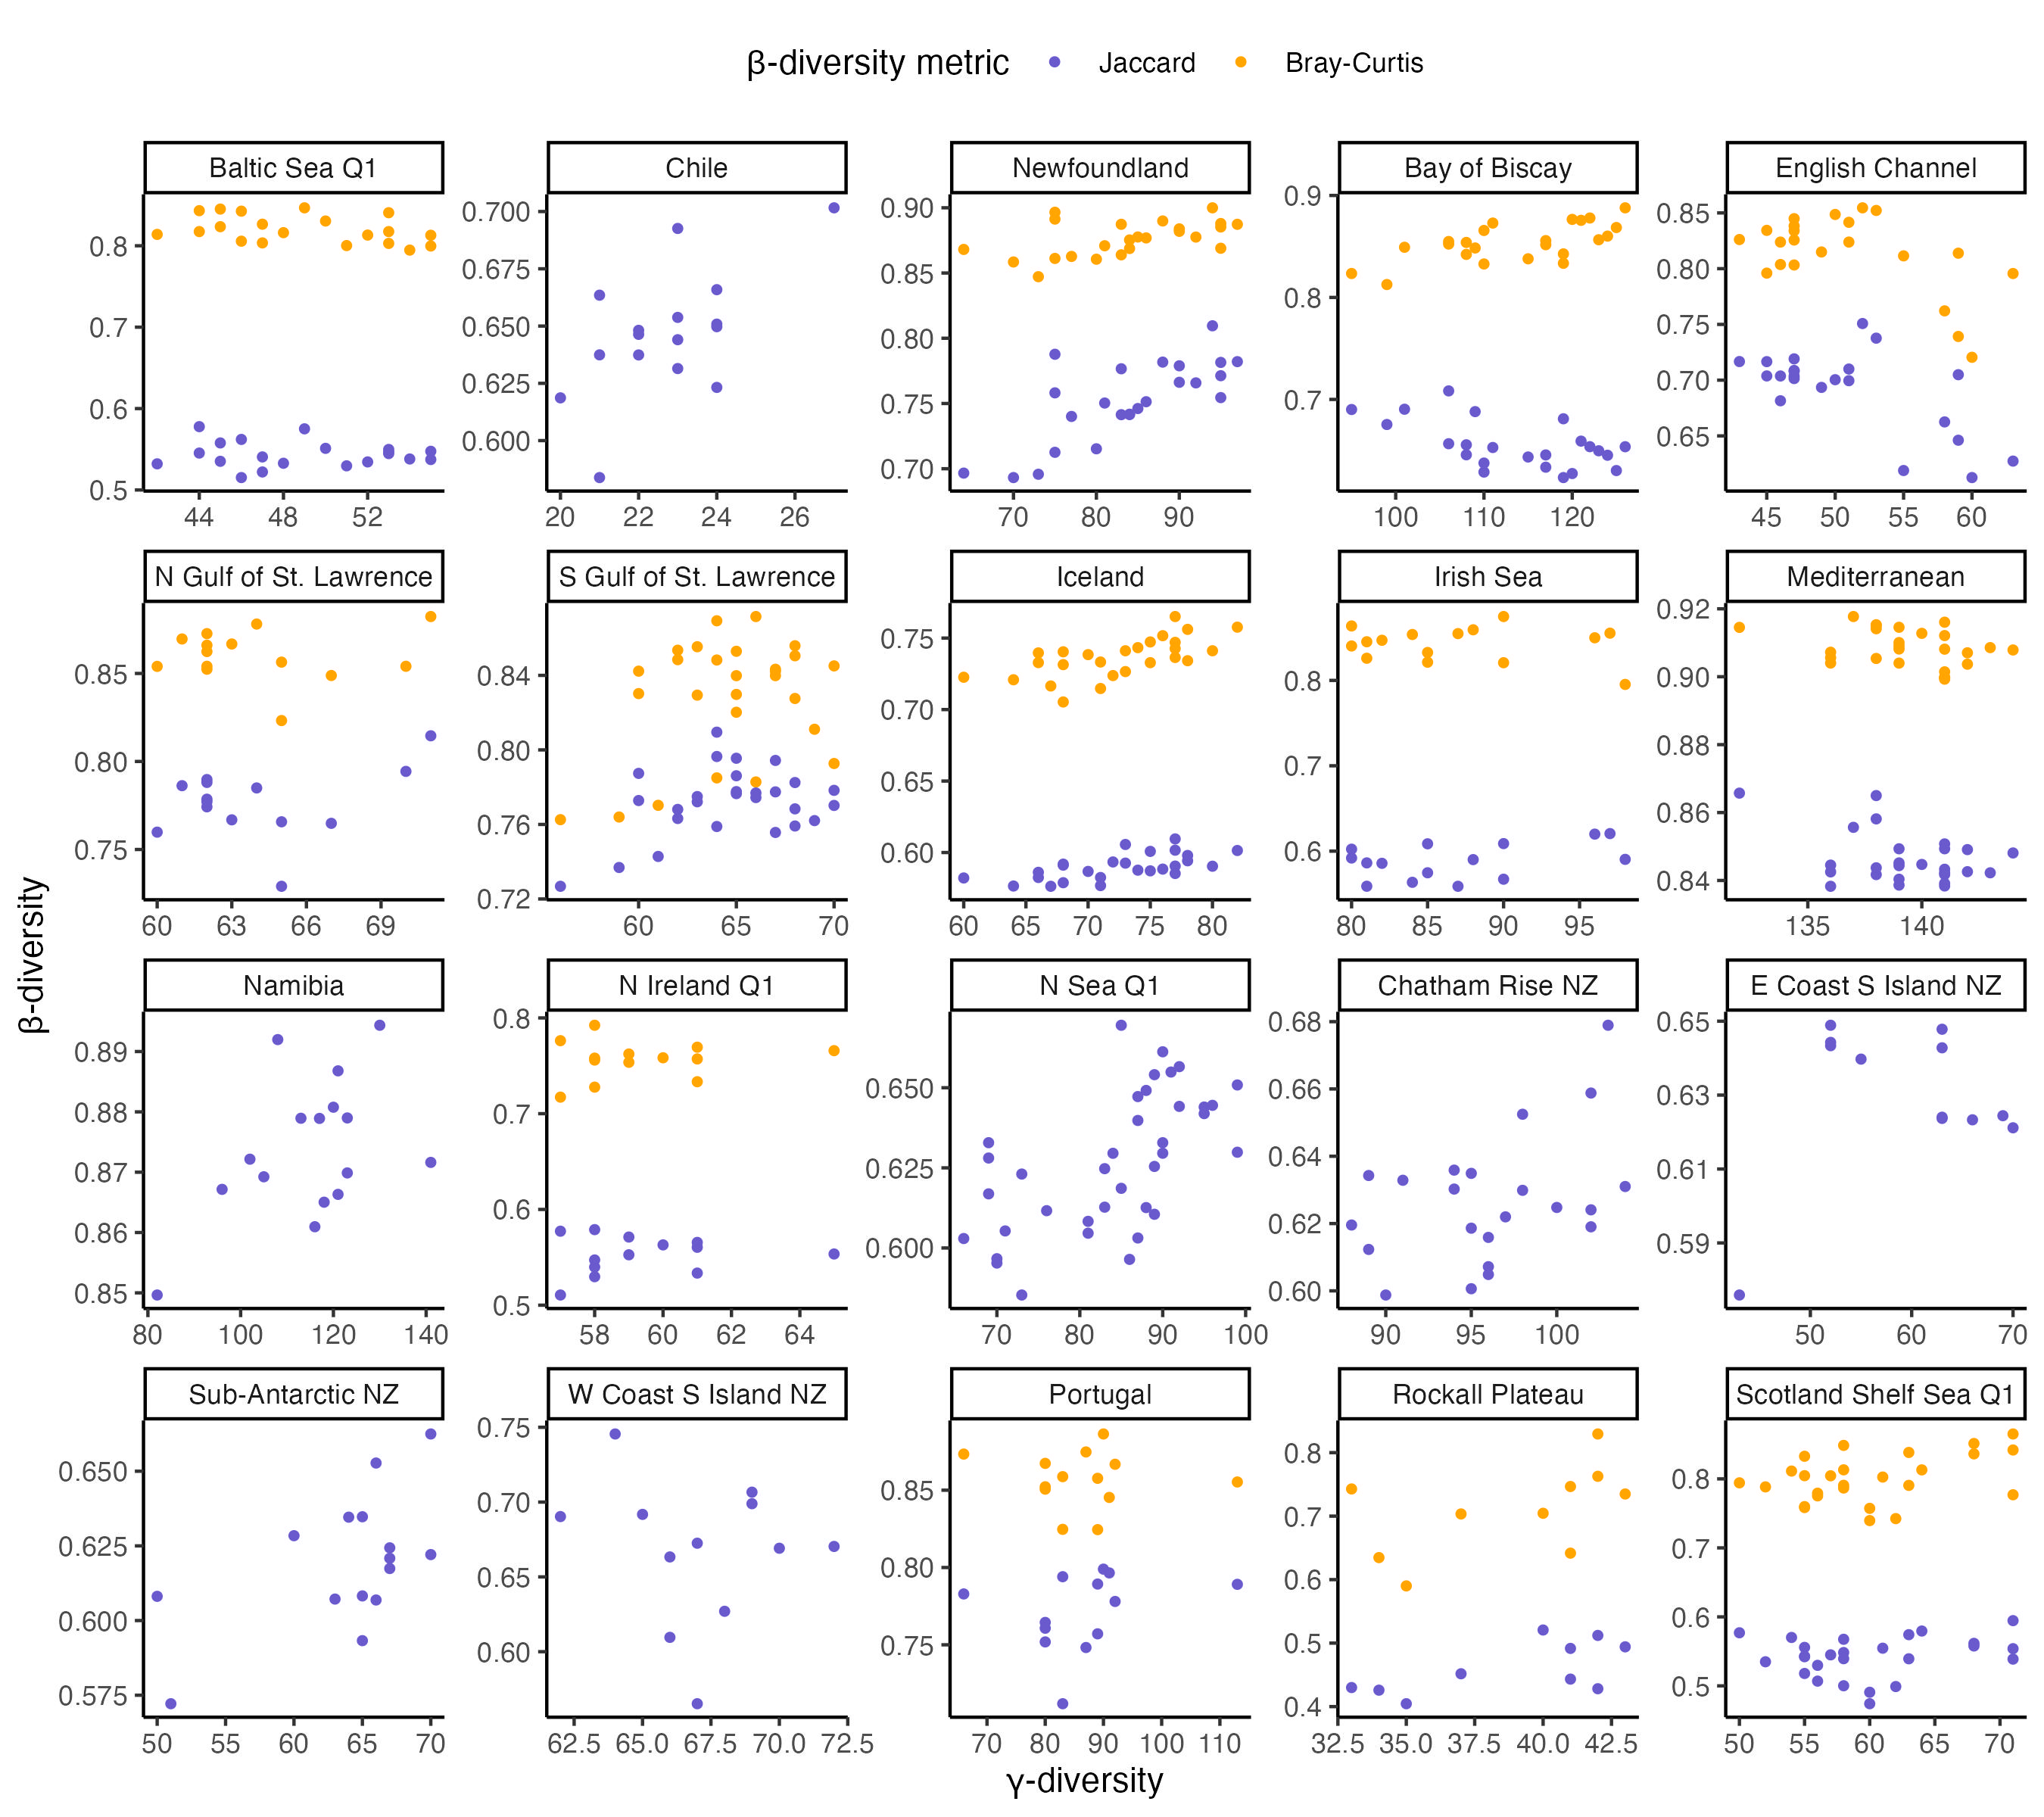 β-diversity metric Jaccard Bray-Curtis
Baltic Sea Q1 Chile Newfoundland Bay of Biscay English Channel
0.8 0.7 0.6 0.5
44 48 52
0.700 0.675 0.650 0.625 0.600
20 22 24 26
0.90 0.85 0.80 0.75 0.70
70 80 90
0.9 0.8 0.7
100 110 120
0.85 0.80 0.75 0.70 0.65
45 50 55 60
N Gulf of St. Lawrence S Gulf of St. Lawrence Iceland Irish Sea Mediterranean
0.85 0.80 0.75
60 63 66 69
0.84 0.80 0.76 0.72
60 65 70
0.75 0.70 0.65 0.60
60 65 70 75 80
0.8 0.7 0.6
80 85 90 95
0.92 0.90 0.88 0.86 0.84
135 140
β-diversity
Namibia N Ireland Q1 N Sea Q1 Chatham Rise NZ E Coast S Island NZ
0.89 0.88 0.87 0.86 0.85
80 100 120 140
0.8 0.7 0.6 0.5
58 60 62 64
0.650 0.625 0.600
70 80 90 100
0.68 0.66 0.64 0.62 0.60
90 95 100
0.65 0.63 0.61 0.59
50 60 70
Sub-Antarctic NZ W Coast S Island NZ Portugal Rockall Plateau Scotland Shelf Sea Q1
0.650 0.625 0.600 0.575
50 55 60 65 70
0.75 0.70 0.65 0.60
62.5 65.0 67.5 70.0 72.5
0.85 0.80 0.75
70 80 90 100 110
0.8 0.7 0.6 0.5 0.4
32.5 35.0 37.5 40.0 42.5
0.8 0.7 0.6 0.5
50 55 60 65 70
γ-diversity